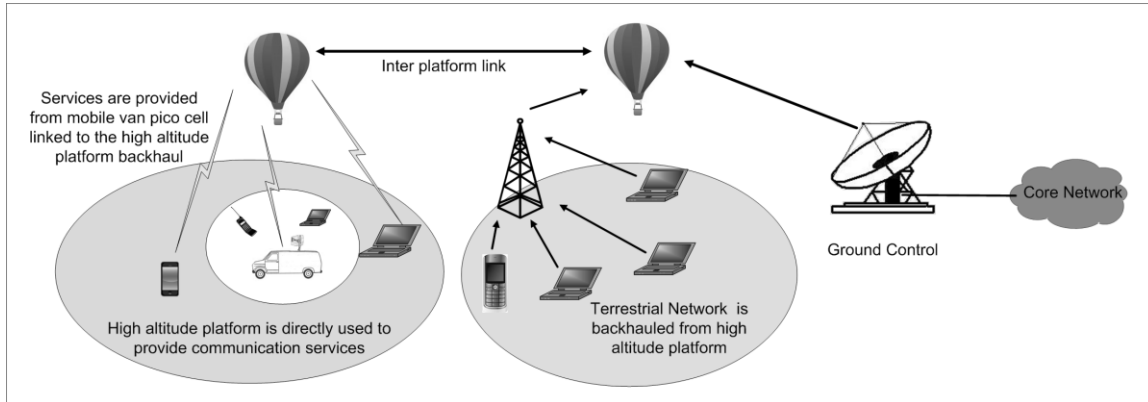 Inter platform link
Services are provided
from mobile van pico cell
linked to the high altitude
platform backhaul
Core Network
Ground Control
High altitude platform is directly used to
provide communication services
Terrestrial Network is
backhauled from high
altitude platform